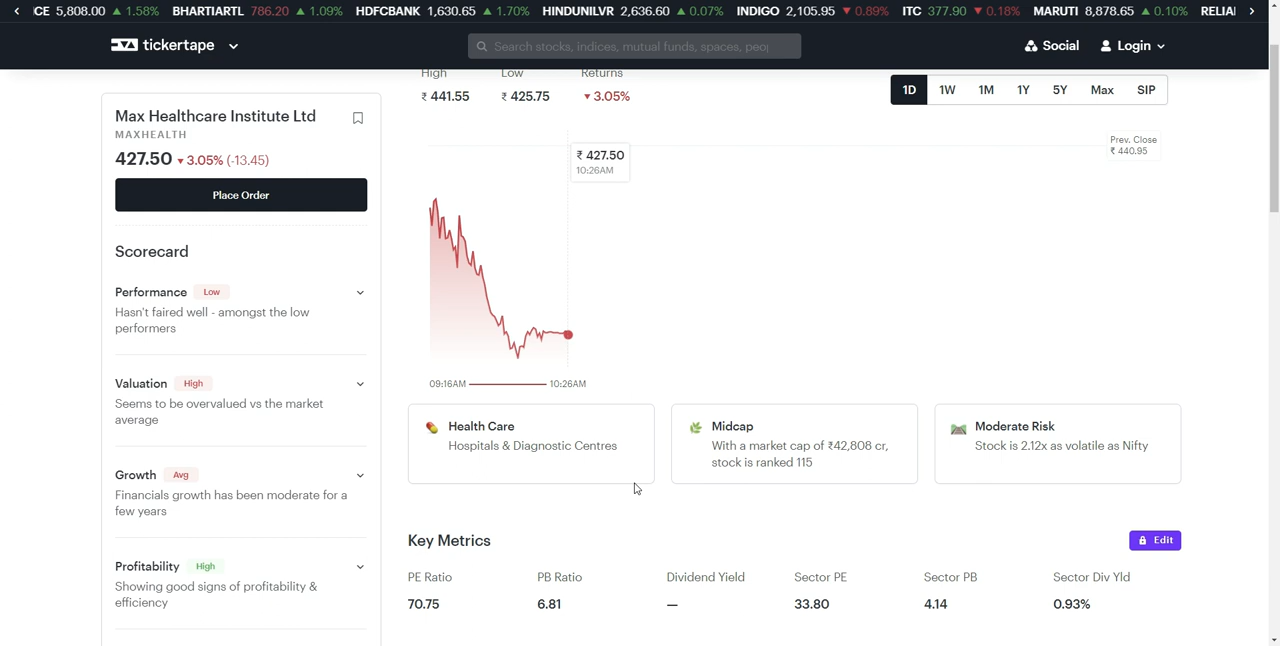 ICE 5,808.00 ▲ 1.58% BHARTIARTL 786.20 ▲ 1.09% HDFCBANK 1,630.65 ▲ 1.70% HINDUNILVR 2,636.60 ▲ 0.07% INDIGO 2,105.95 ▼ 0.89% ITC 377.90 ▼ 0.18% MARUTI 8,878.65 ▲ 0.10% RELIA
tickertape
Search stocks, indices, mutual funds, spaces, peop
Social
Login
High Low Returns
₹ 441.55 ₹ 425.75 ▼ 3.05%
1D 1W 1M 1Y 5Y Max SIP
Max Healthcare Institute Ltd
MAXHEALTH
427.50 ▼ 3.05% (-13.45)
Place Order
Scorecard
Performance Low
Hasn't faired well - amongst the low
performers
Valuation High
Seems to be overvalued vs the market
average
Growth Avg
Financials growth has been moderate for a
few years
Profitability High
Showing good signs of profitability &
efficiency
Prev. Close
₹ 440.95
₹ 427.50
10:26AM
09:16AM 10:26AM
Health Care
Hospitals & Diagnostic Centres
Midcap
With a market cap of ₹42,808 cr,
stock is ranked 115
Moderate Risk
Stock is 2.12x as volatile as Nifty
Key Metrics
Edit
PE Ratio PB Ratio Dividend Yield Sector PE Sector PB Sector Div Yld
70.75 6.81 — 33.80 4.14 0.93%